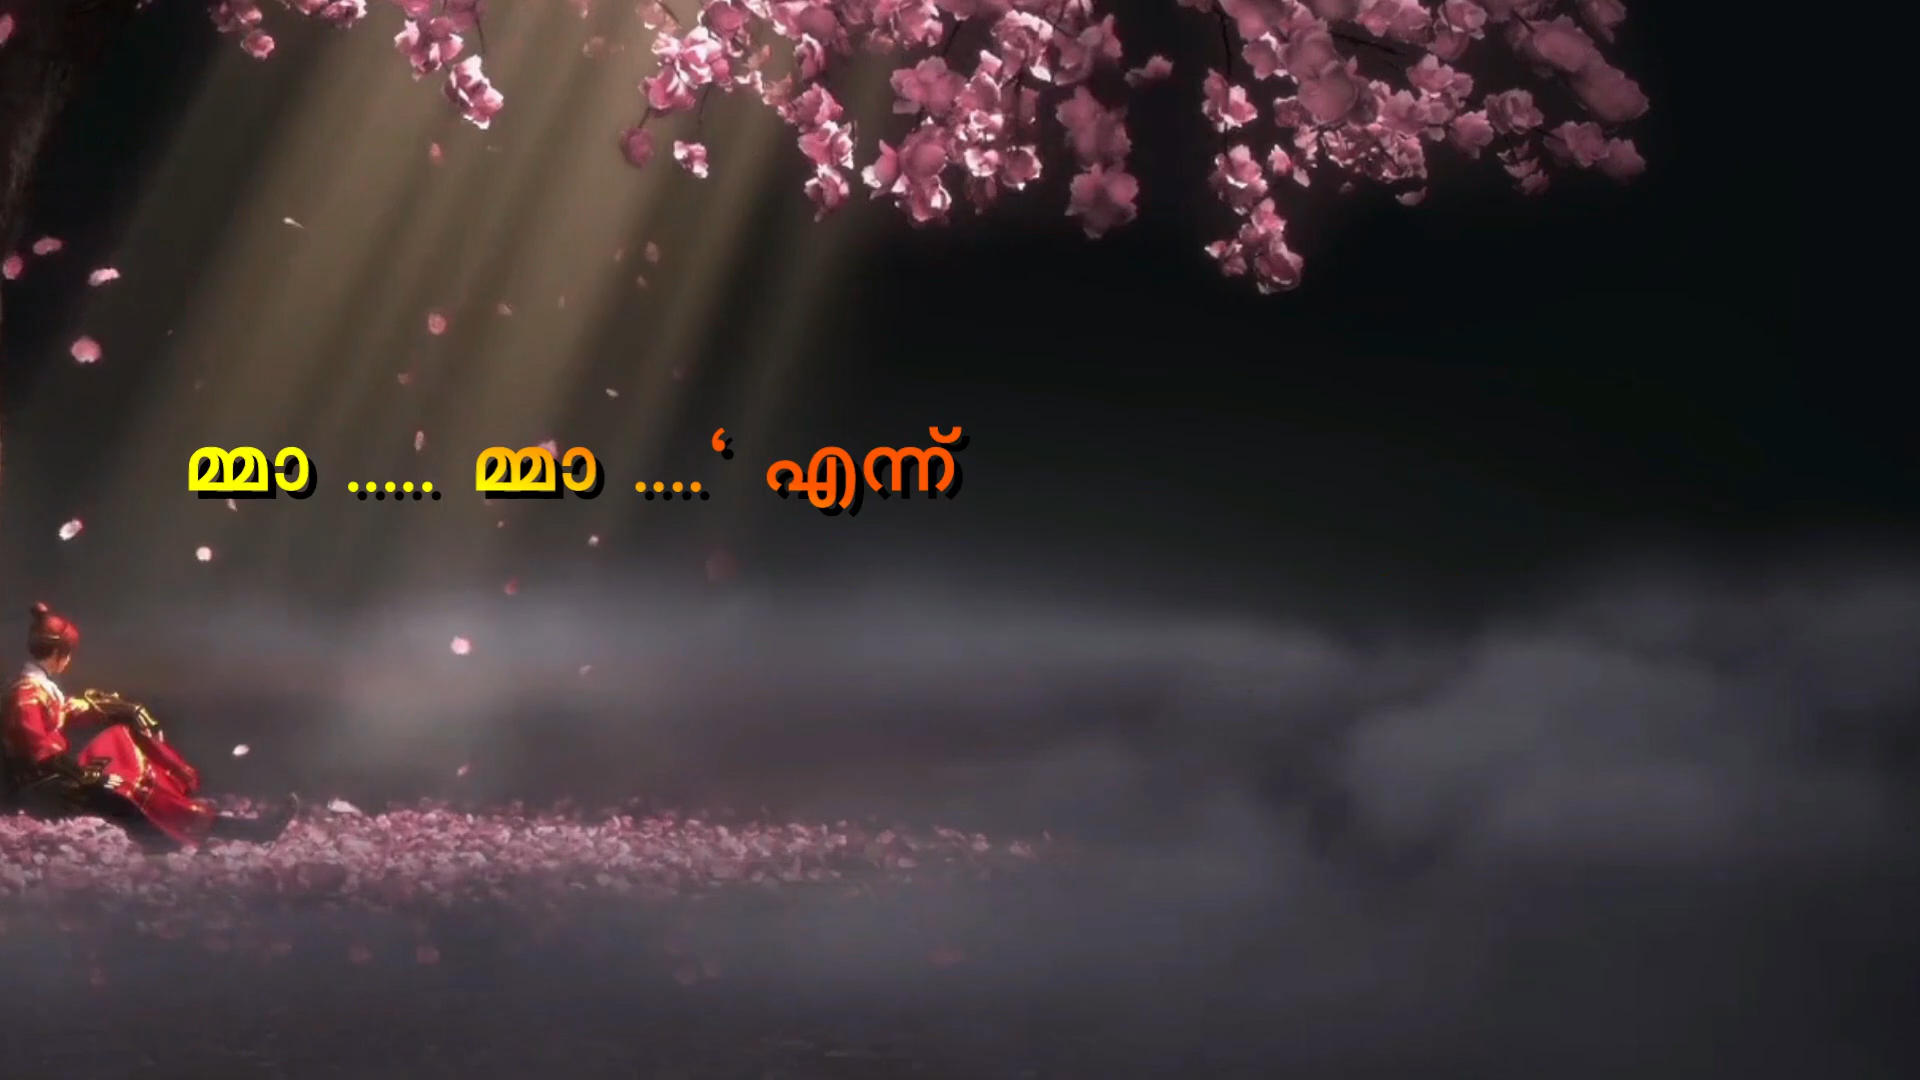 മ്മാ ..... മ്മാ ....‘ എന്ന്